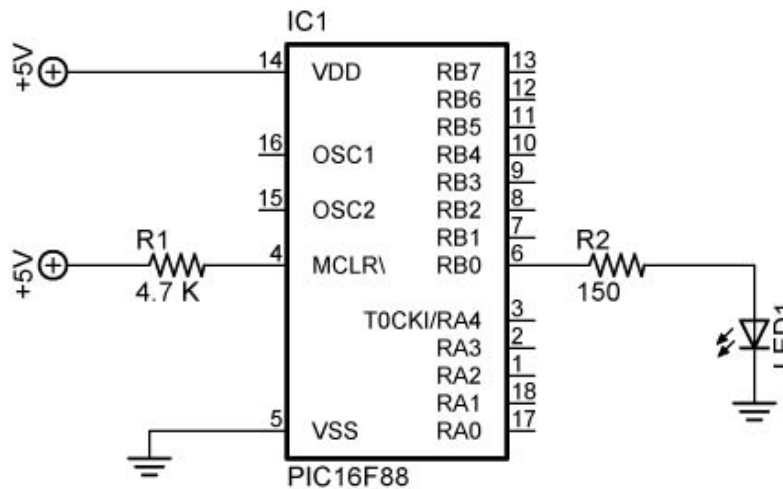 IC1
+5V
14
VDD
RB7
13
RB6
12
RB5
11
16
OSC1
RB4
10
RB3
9
15
OSC2
RB2
8
RB1
7
+5V
R1
4.7 K
4
MCLR\
RB0
6
R2
150
T0CKI/RA4
3
RA3
2
LED1
RA2
1
RA1
18
5
VSS
RA0
17
PIC16F88